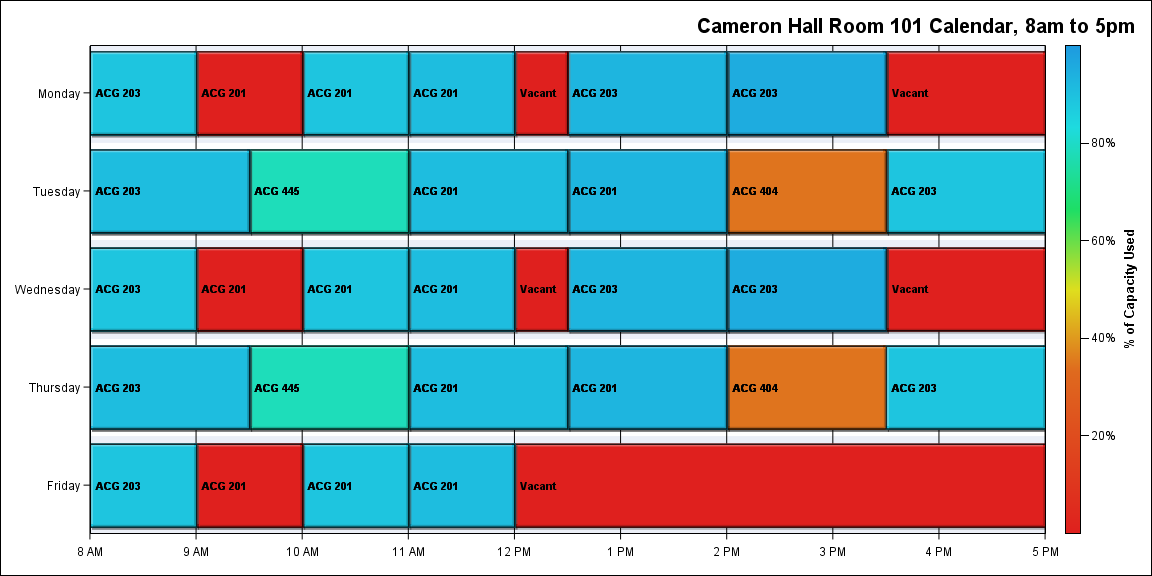 Cameron Hall Room 101 Calendar, 8am to 5pm
Monday
ACG 203
ACG 201
ACG 201
ACG 201
Vacant
ACG 203
ACG 203
Vacant
Tuesday
ACG 203
ACG 445
ACG 201
ACG 201
ACG 404
ACG 203
Wednesday
ACG 203
ACG 201
ACG 201
ACG 201
Vacant
ACG 203
ACG 203
Vacant
Thursday
ACG 203
ACG 445
ACG 201
ACG 201
ACG 404
ACG 203
Friday
ACG 203
ACG 201
ACG 201
ACG 201
Vacant
8 AM
9 AM
10 AM
11 AM
12 PM
1 PM
2 PM
3 PM
4 PM
5 PM
80%
60%
40%
20%
% of Capacity Used